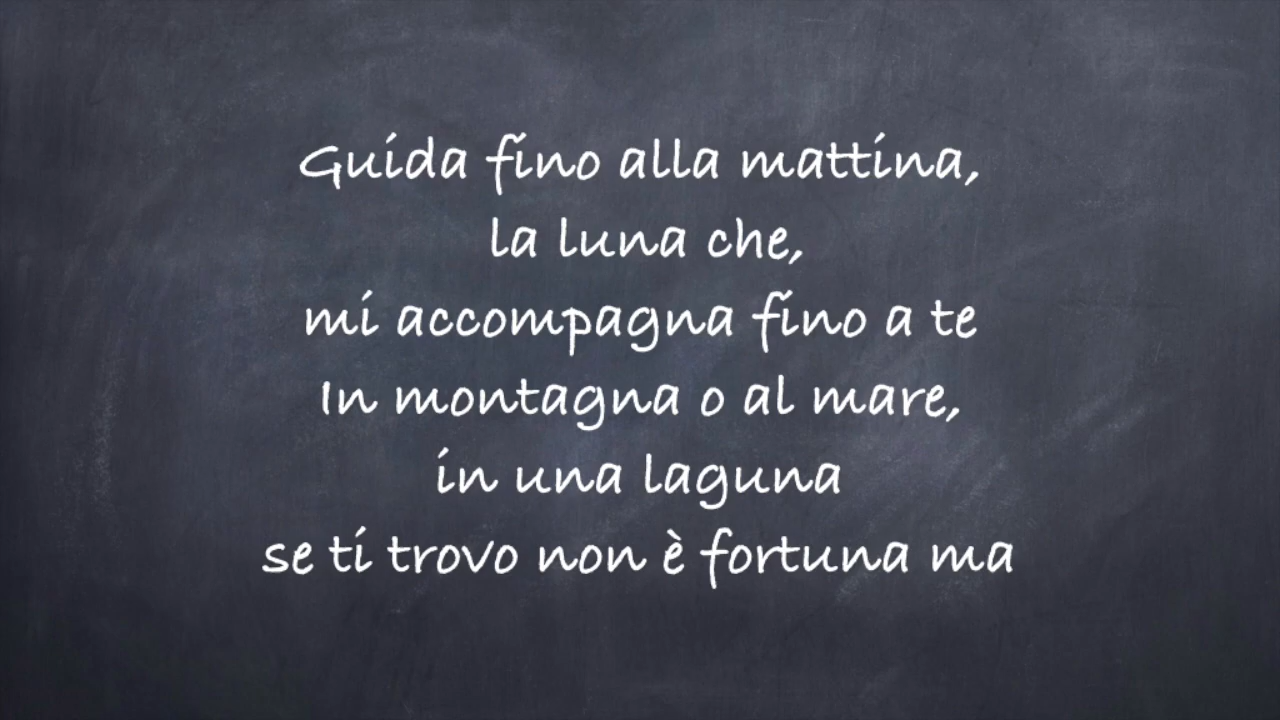 Guida fino alla mattina,
la luna che,
mi accompagna fino a te
In montagna o al mare,
in una laguna
se ti trovo non è fortuna ma